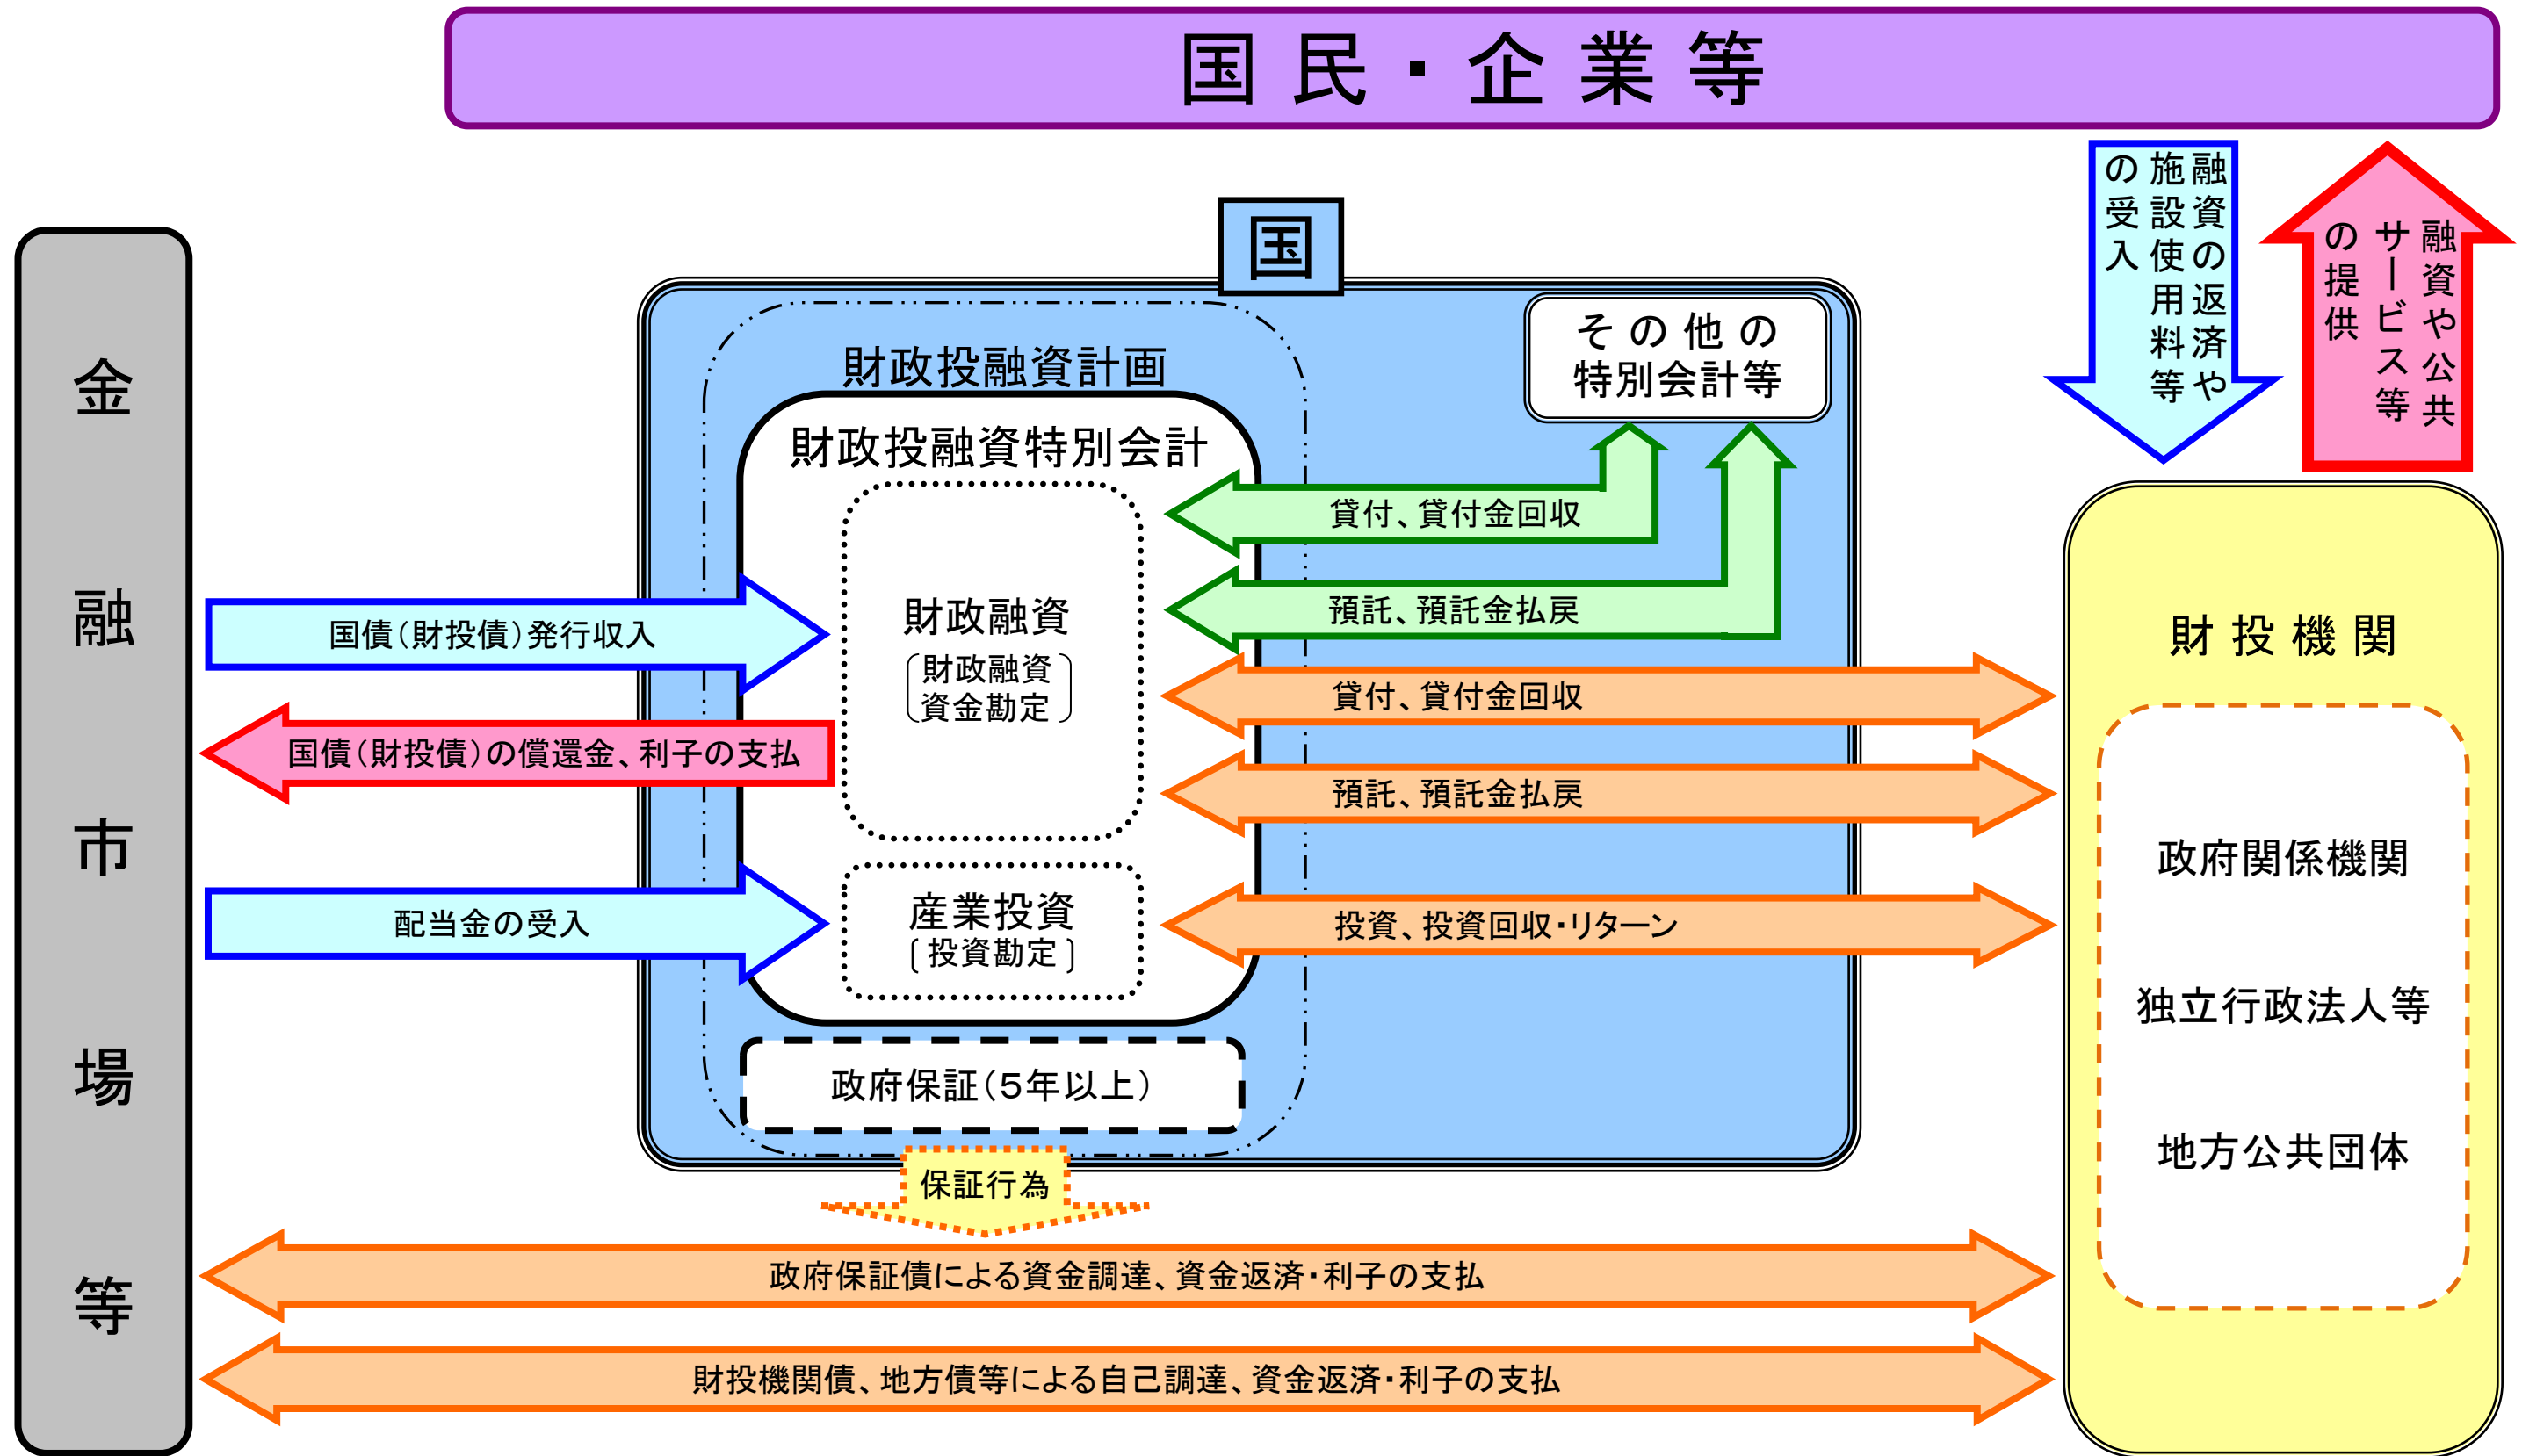 国民・企業等
融資の返済や
施設使用料等
の受入
融資や公共
サービス等
の提供
国
金融市場等
財政投融資計画
その他の
特別会計等
財政投融資特別会計
貸付、貸付金回収
預託、預託金払戻
財政融資
〔財政融資
資金勘定〕
国債(財投債)発行収入
国債(財投債)の償還金、利子の支払
貸付、貸付金回収
預託、預託金払戻
配当金の受入
産業投資
〔投資勘定〕
投資、投資回収・リターン
政府保証(5年以上)
保証行為
財投機関
政府関係機関
独立行政法人等
地方公共団体
政府保証債による資金調達、資金返済・利子の支払
財投機関債、地方債等による自己調達、資金返済・利子の支払